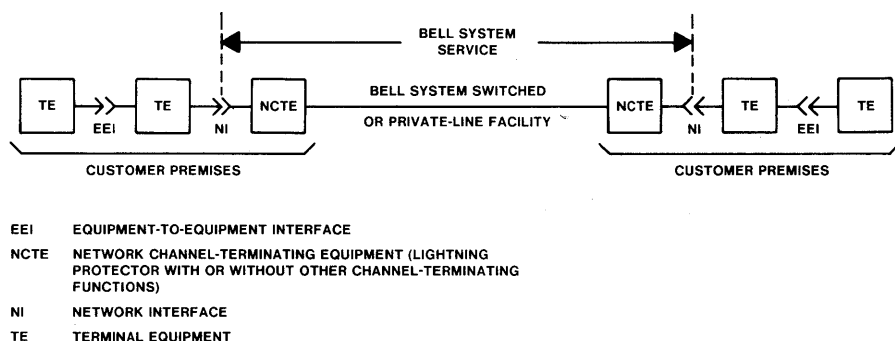 BELL SYSTEM
SERVICE
TE
EEI
TE
NI
NCTE
BELL SYSTEM SWITCHED
OR PRIVATE-LINE FACILITY
NCTE
NI
TE
EEI
TE
CUSTOMER PREMISES
CUSTOMER PREMISES
EEI EQUIPMENT-TO-EQUIPMENT INTERFACE
NCTE NETWORK CHANNEL-TERMINATING EQUIPMENT (LIGHTNING
PROTECTOR WITH OR WITHOUT OTHER CHANNEL-TERMINATING
FUNCTIONS)
NI NETWORK INTERFACE
TE TERMINAL EQUIPMENT